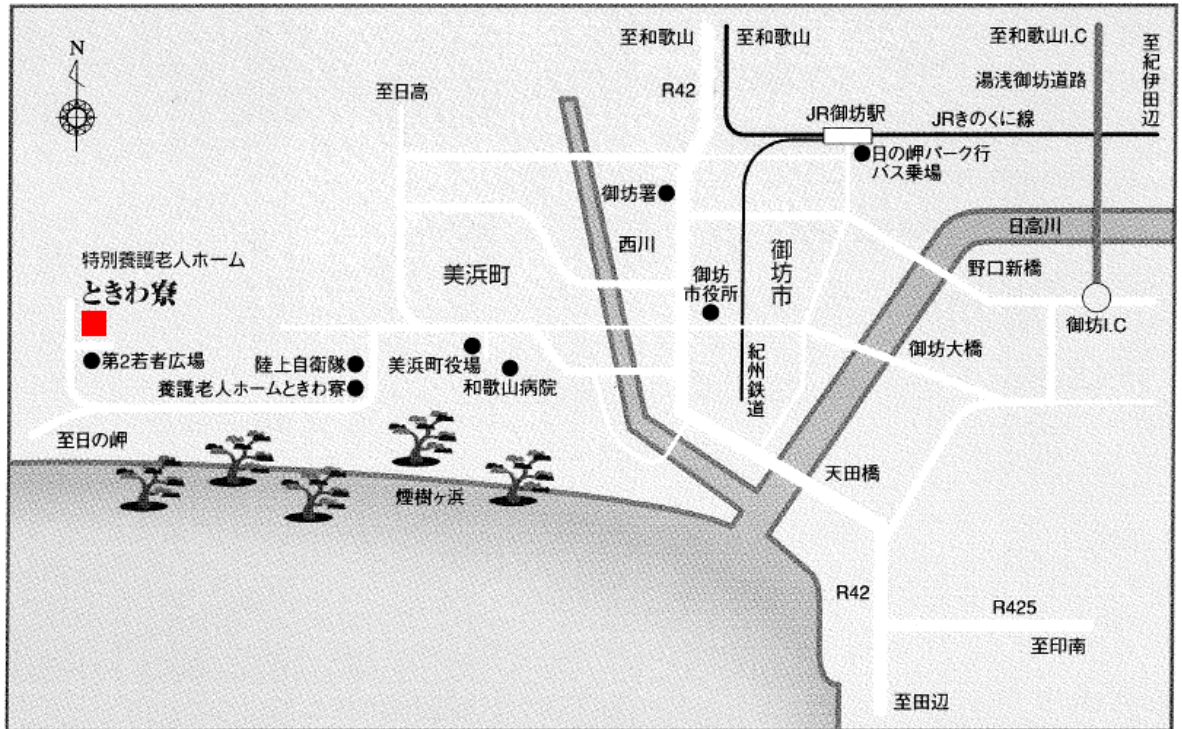 N
至和歌山
至和歌山
至和歌山I.C
至紀伊田辺
R42
湯浅御坊道路
至日高
JR御坊駅
JRきのくに線
日の岬パーク行
バス乗場
御坊署
西川
日高川
御坊市
野口新橋
特別養護老人ホーム
ときわ寮
美浜町
御坊
市役所
御坊I.C
御坊大橋
第2若者広場
陸上自衛隊
美浜町役場
紀州鉄道
養護老人ホームときわ寮
和歌山病院
至日の岬
天田橋
煙樹ヶ浜
R42
R425
至印南
至田辺